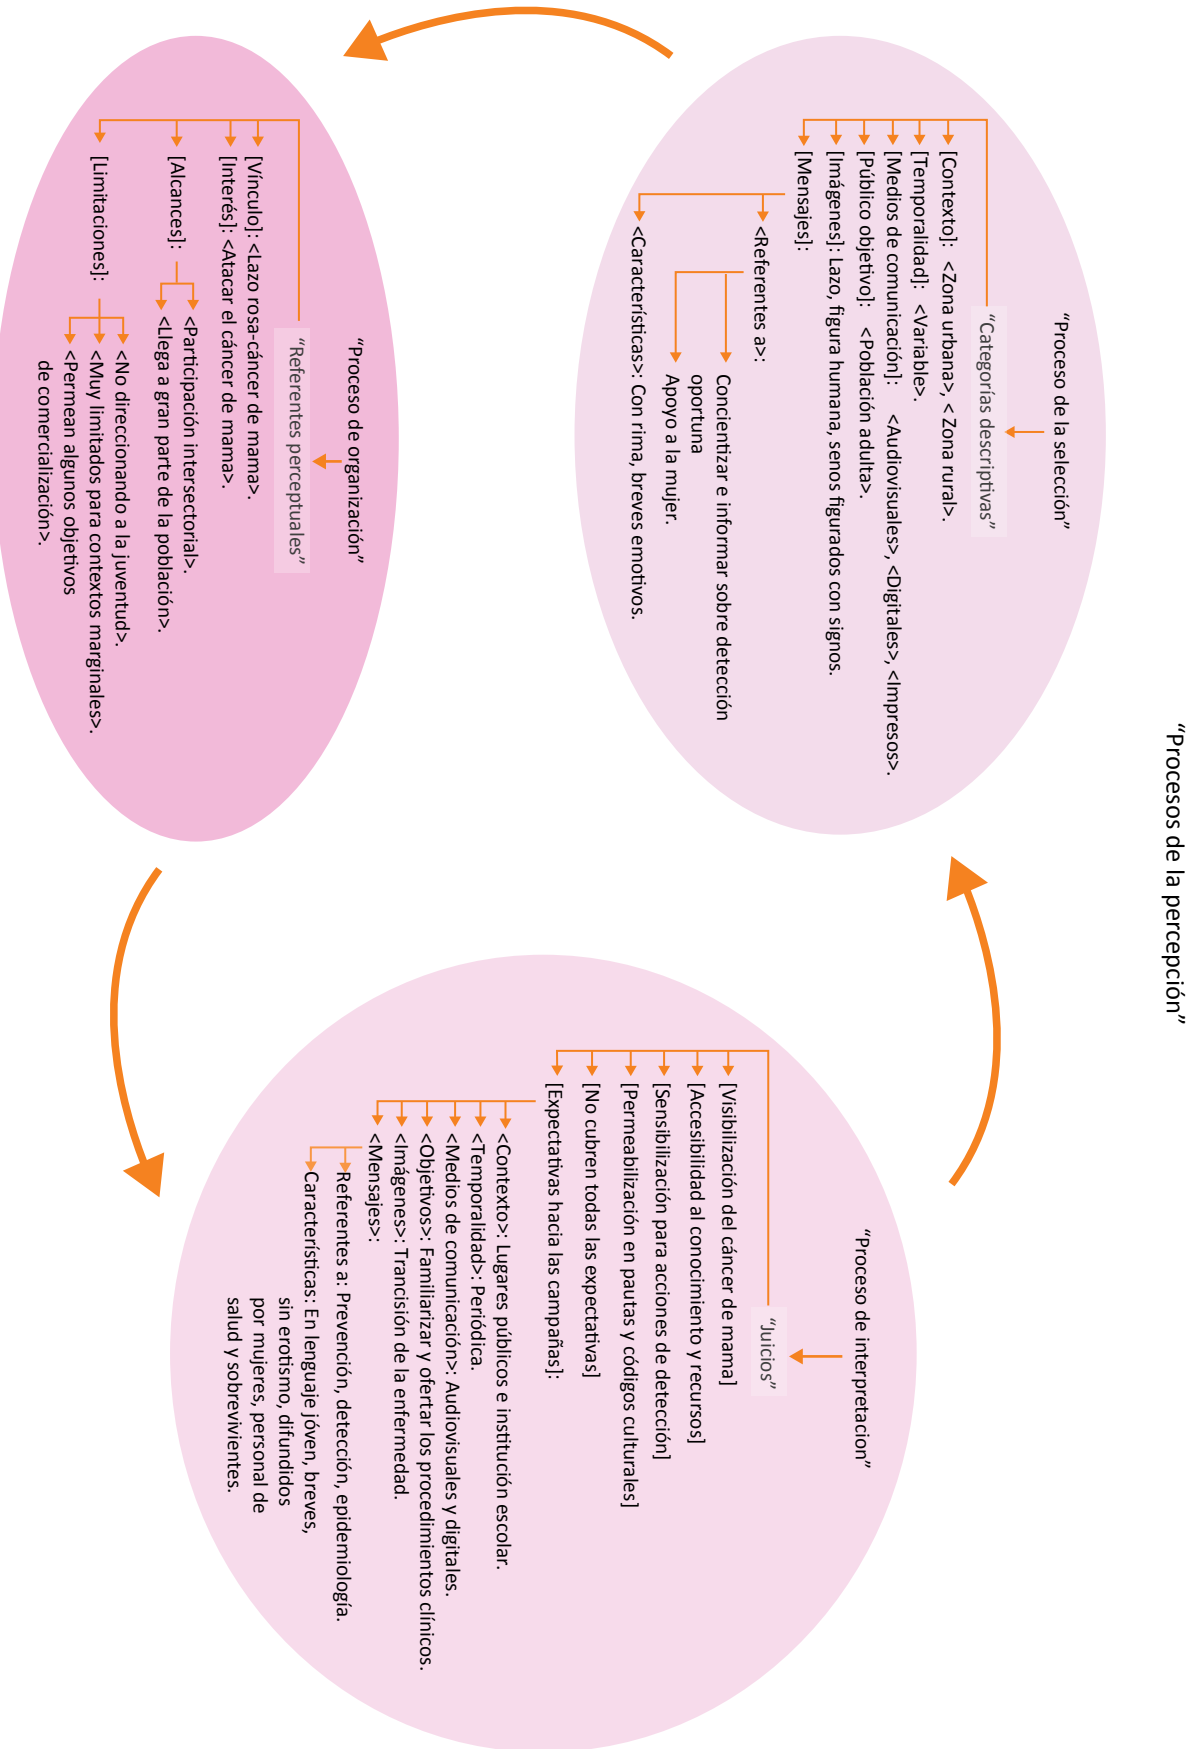 “Procesos de la percepción”
“Proceso de la selección”
“Categorías descriptivas”
[Contexto]: <Zona urbana>, < Zona rural>.
[Temporalidad]: <Variable>.
[Medios de comunicación]: <Audiovisuales>, <Digitales>, <Impresos>.
[Público objetivo]: <Población adulta>.
[Imágenes]: Lazo, figura humana, senos figurados con signos.
[Mensajes]:
<Referentes a>:
Concientizar e informar sobre detección
oportuna
Apoyo a la mujer.
<Características>: Con rima, breves emotivos.
“Proceso de organización”
“Referentes perceptuales”
[Vínculo]: <Lazo rosa-cáncer de mama>.
[Interés]: <Atacar el cáncer de mama>.
[Alcances]:
<Participación intersectorial>.
<Llega a gran parte de la población>.
[Limitaciones]:
<No direccionando a la juventud>.
<Muy limitados para contextos marginales>.
<Permean algunos objetivos
de comercialización>.
“Proceso de interpretacion”
“Juicios”
[Visibilización del cáncer de mama]
[Accesibilidad al conocimiento y recursos]
[Sensibilización para acciones de detección]
[Permeabilización en pautas y códigos culturales]
[No cubren todas las expectativas]
[Expectativas hacia las campañas]:
<Contexto>: Lugares públicos e institución escolar.
<Temporalidad>: Periódica.
<Medios de comunicación>: Audiovisuales y digitales.
<Objetivos>: Familiarizar y ofertar los procedimientos clínicos.
<Imágenes>: Trancisión de la enfermedad.
<Mensajes>:
Referentes a: Prevención, detección, epidemiología.
Características: En lenguaje jóven, breves,
sin erotismo, difundidos
por mujeres, personal de
salud y sobrevivientes.